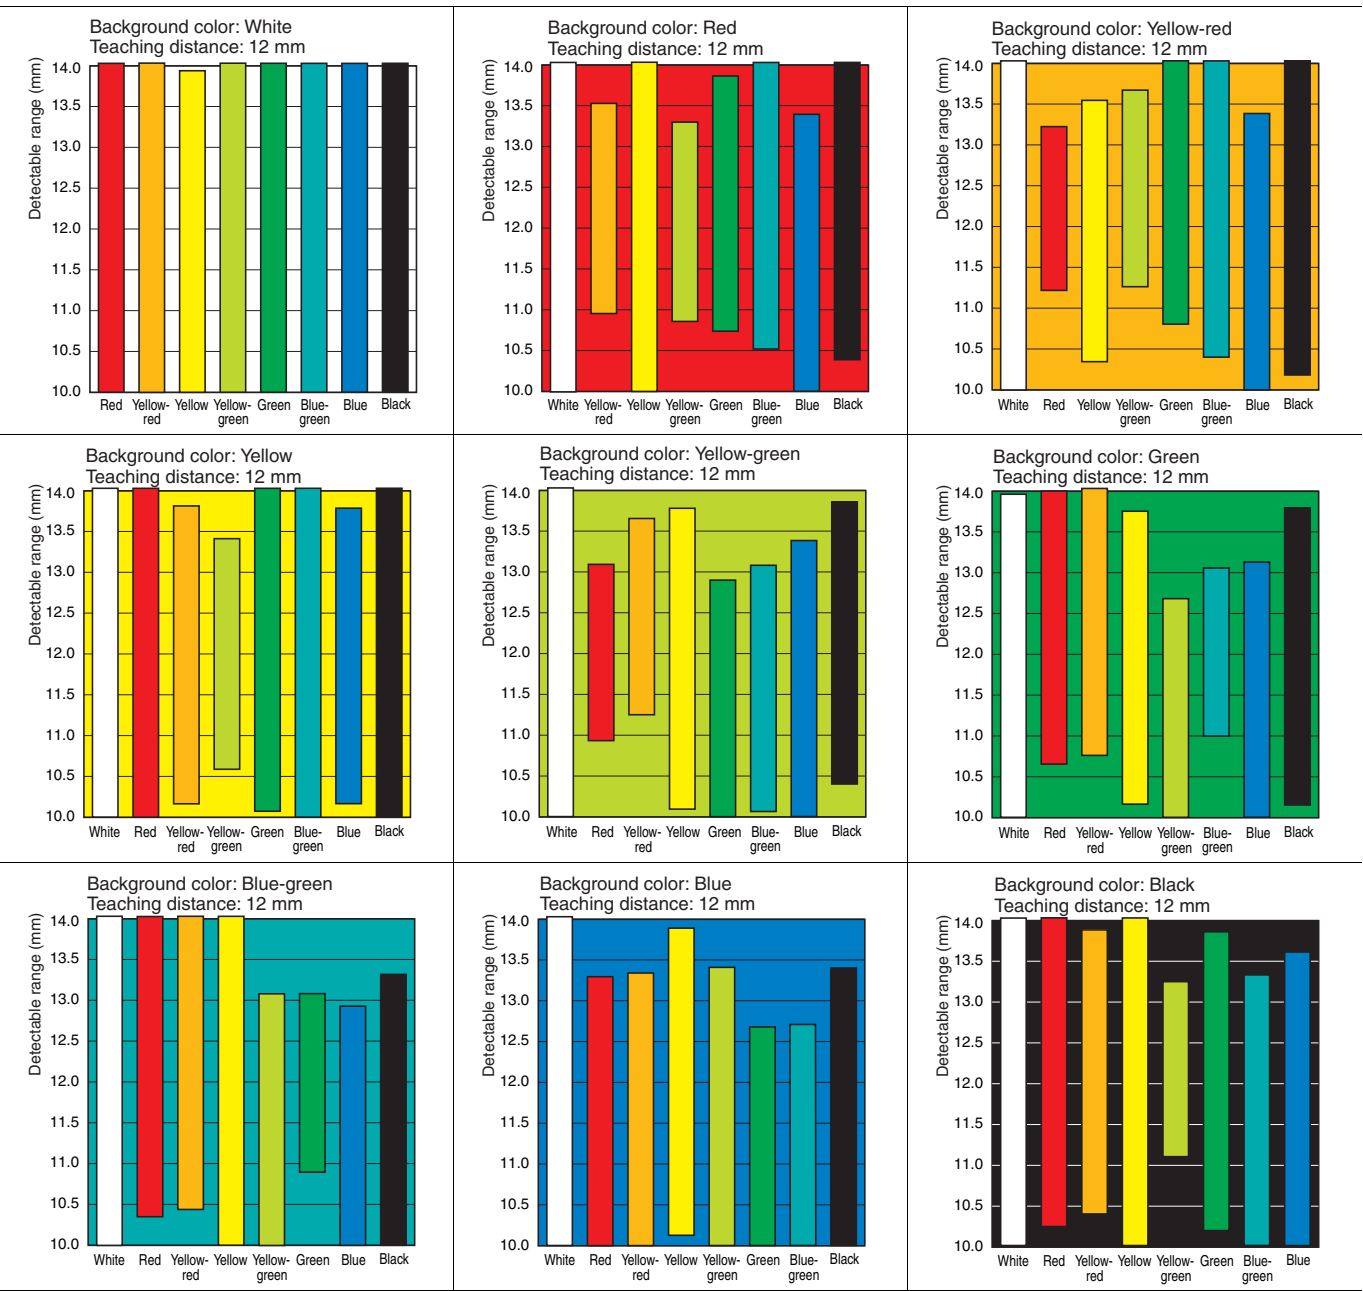 Background color: White
Teaching distance: 12 mm
Detectable range (mm)
14.0
13.5
13.0
12.5
12.0
11.5
11.0
10.5
10.0
Red Yellow-red Yellow Yellow-green Green Blue-green Blue Black
Background color: Red
Teaching distance: 12 mm
Detectable range (mm)
14.0
13.5
13.0
12.5
12.0
11.5
11.0
10.5
10.0
White Yellow-red Yellow Yellow-green Green Blue-green Blue Black
Background color: Yellow-red
Teaching distance: 12 mm
Detectable range (mm)
14.0
13.5
13.0
12.5
12.0
11.5
11.0
10.5
10.0
White Red Yellow Yellow-green Green Blue-green Blue Black
Background color: Yellow
Teaching distance: 12 mm
Detectable range (mm)
14.0
13.5
13.0
12.5
12.0
11.5
11.0
10.5
10.0
White Red Yellow-red Yellow-green Green Blue-green Blue Black
Background color: Yellow-green
Teaching distance: 12 mm
Detectable range (mm)
14.0
13.5
13.0
12.5
12.0
11.5
11.0
10.5
10.0
White Red Yellow-red Yellow Green Blue-green Blue Black
Background color: Green
Teaching distance: 12 mm
Detectable range (mm)
14.0
13.5
13.0
12.5
12.0
11.5
11.0
10.5
10.0
White Red Yellow-red Yellow Yellow-green Blue-green Blue Black
Background color: Blue-green
Teaching distance: 12 mm
Detectable range (mm)
14.0
13.5
13.0
12.5
12.0
11.5
11.0
10.5
10.0
White Red Yellow-red Yellow Yellow-green Green Blue Black
Background color: Blue
Teaching distance: 12 mm
Detectable range (mm)
14.0
13.5
13.0
12.5
12.0
11.5
11.0
10.5
10.0
White Red Yellow-red Yellow Yellow-green Green Blue-green Black
Background color: Black
Teaching distance: 12 mm
Detectable range (mm)
14.0
13.5
13.0
12.5
12.0
11.5
11.0
10.5
10.0
White Red Yellow-red Yellow Yellow-green Green Blue-green Blue